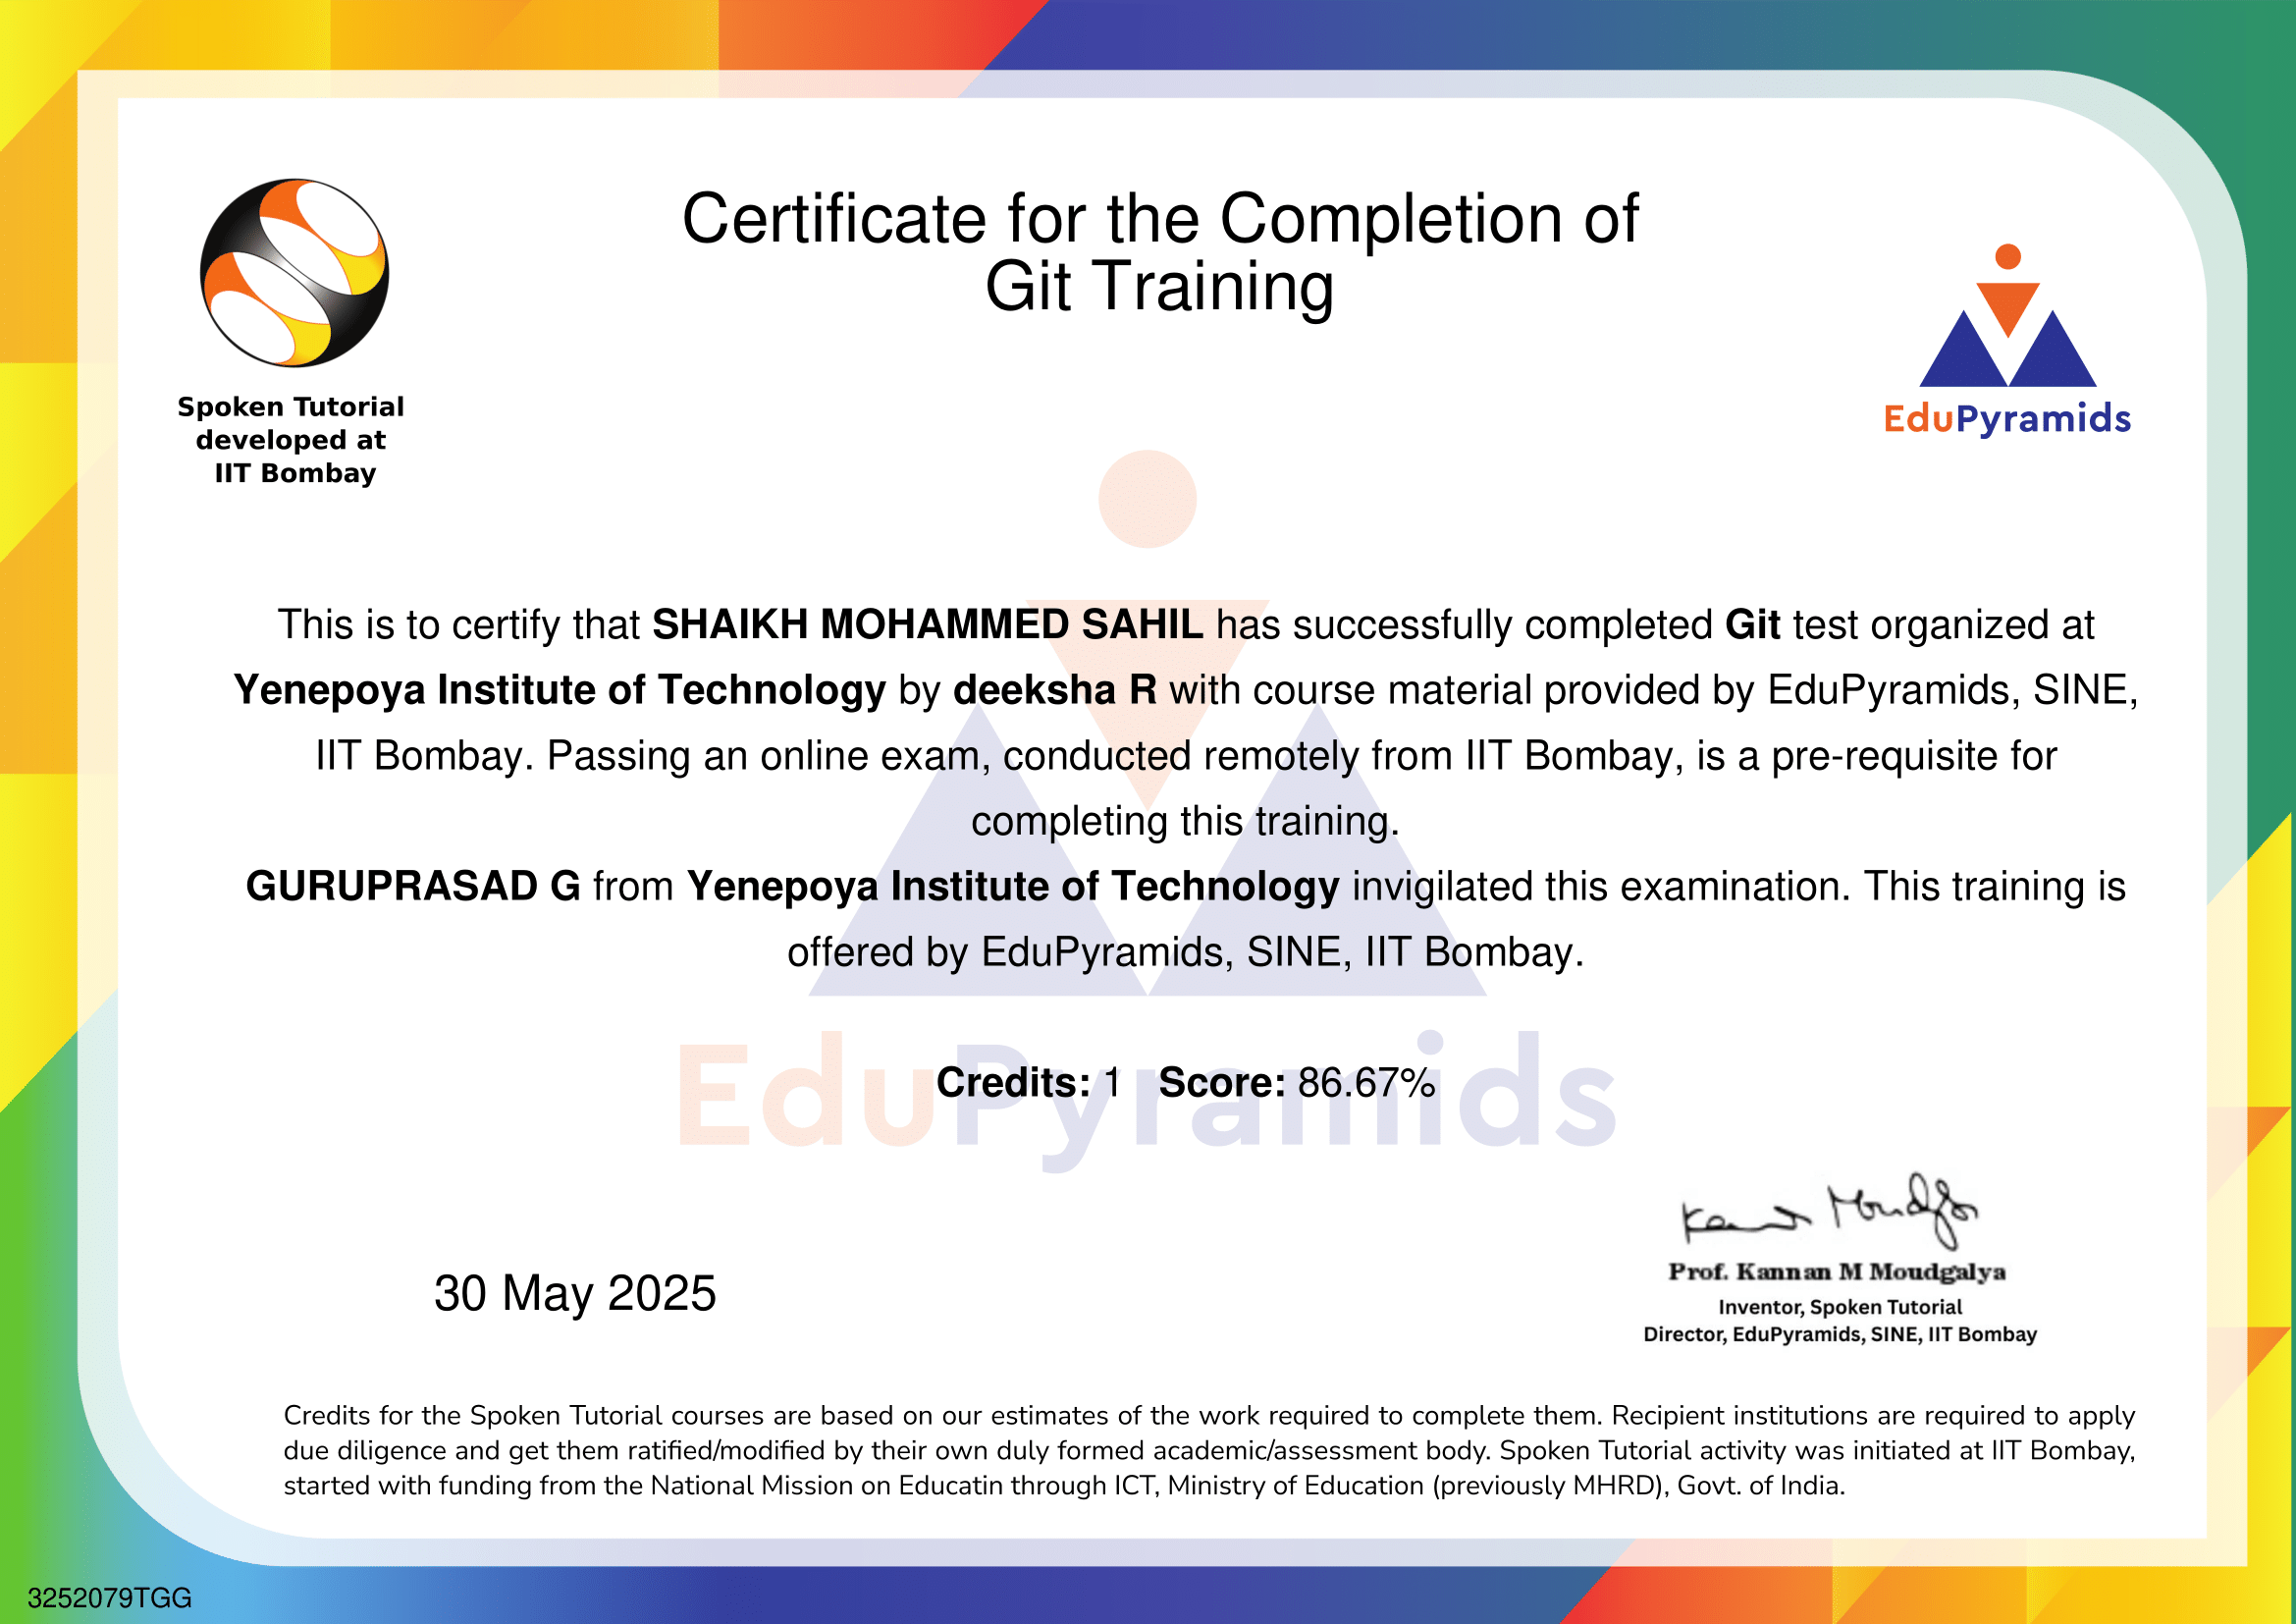 Certificate for the Completion of
Git Training
Spoken Tutorial
developed at
IIT Bombay
EduPyramids
This is to certify that SHAIKH MOHAMMED SAHIL has successfully completed Git test organized at
Yenepoya Institute of Technology by deeksha R with course material provided by EduPyramids, SINE,
IIT Bombay. Passing an online exam, conducted remotely from IIT Bombay, is a pre-requisite for
completing this training.
GURUPRASAD G from Yenepoya Institute of Technology invigilated this examination. This training is
offered by EduPyramids, SINE, IIT Bombay.
EduPyramids
Credits: 1 Score: 86.67%
30 May 2025
Prof. Kannan M Moudgalya
Inventor, Spoken Tutorial
Director, EduPyramids, SINE, IIT Bombay
Credits for the Spoken Tutorial courses are based on our estimates of the work required to complete them. Recipient institutions are required to apply
due diligence and get them ratified/modified by their own duly formed academic/assessment body. Spoken Tutorial activity was initiated at IIT Bombay,
started with funding from the National Mission on Educatin through ICT, Ministry of Education (previously MHRD), Govt. of India.
3252079TGG